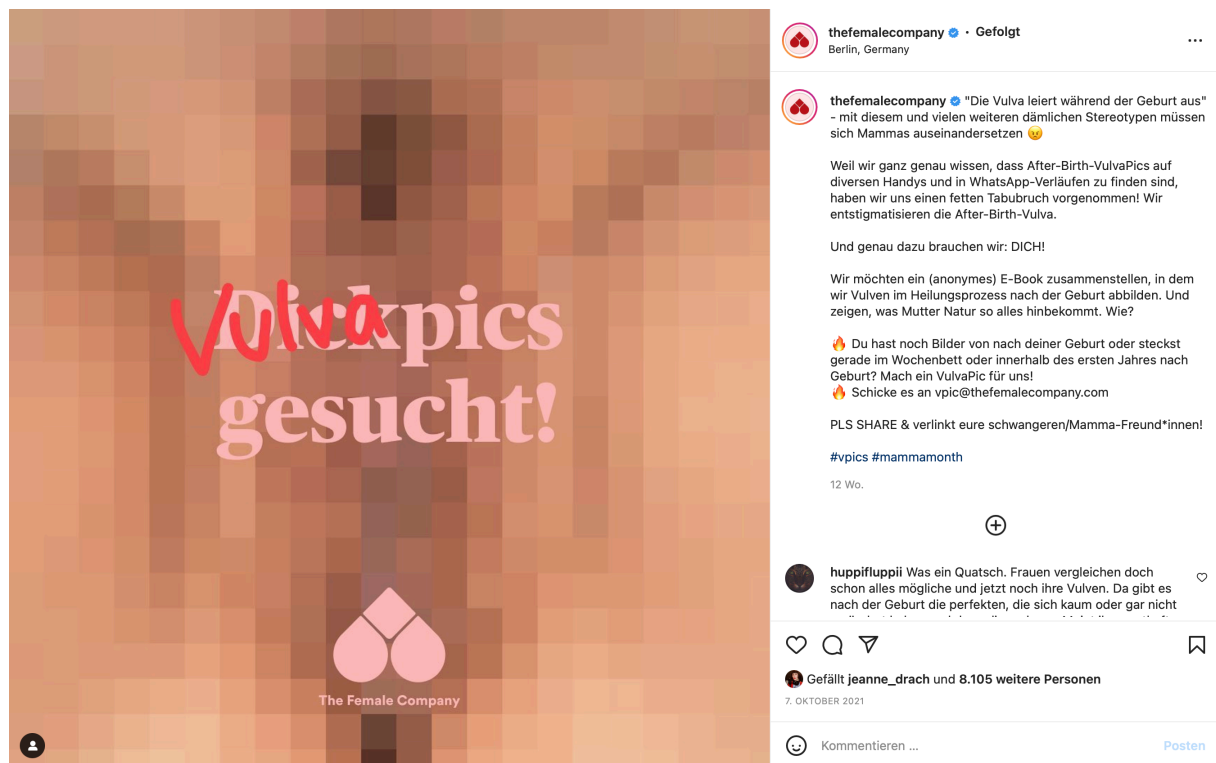 Vulva
Dickpics
gesucht!
The Female Company
thefemalecompany • Gefolgt
Berlin, Germany
thefemalecompany "Die Vulva leiert während der Geburt aus"
- mit diesem und vielen weiteren dämlichen Stereotypen müssen
sich Mammas auseinandersetzen 😠
Weil wir ganz genau wissen, dass After-Birth-VulvaPics auf
diversen Handys und in WhatsApp-Verläufen zu finden sind,
haben wir uns einen fetten Tabubruch vorgenommen! Wir
entstigmatisieren die After-Birth-Vulva.
Und genau dazu brauchen wir: DICH!
Wir möchten ein (anonymes) E-Book zusammenstellen, in dem
wir Vulven im Heilungsprozess nach der Geburt abbilden. Und
zeigen, was Mutter Natur so alles hinbekommt. Wie?
🔥 Du hast noch Bilder von nach deiner Geburt oder steckst
gerade im Wochenbett oder innerhalb des ersten Jahres nach
Geburt? Mach ein VulvaPic für uns!
🔥 Schicke es an vpic@thefemalecompany.com
PLS SHARE & verlinkt eure schwangeren/Mamma-Freund*innen!
#vpics #mammamonth
12 Wo.
huppifluppii Was ein Quatsch. Frauen vergleichen doch
schon alles mögliche und jetzt noch ihre Vulven. Da gibt es
nach der Geburt die perfekten, die sich kaum oder gar nicht
Gefällt jeanne_drach und 8.105 weitere Personen
7. OKTOBER 2021
Kommentieren ...
Posten